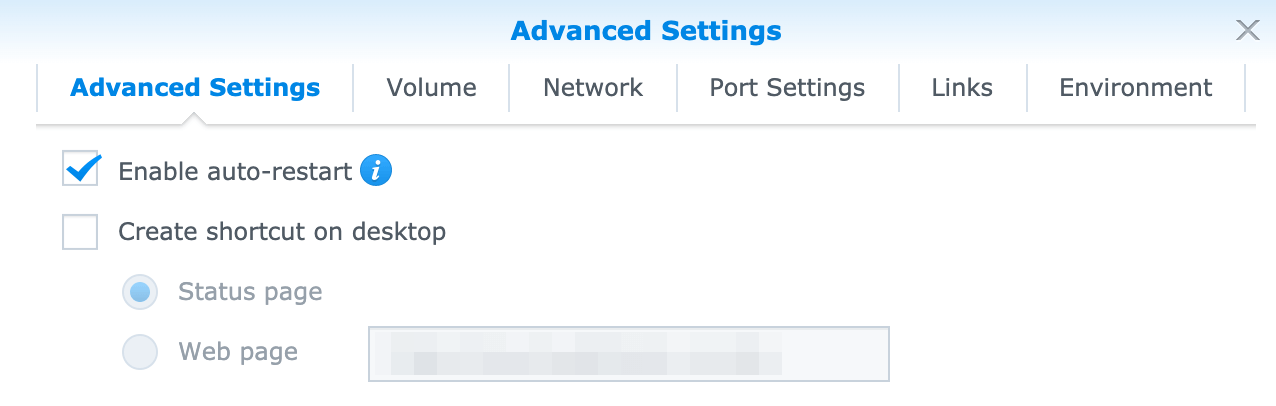 Advanced Settings
Advanced Settings Volume Network Port Settings Links Environment
Enable auto-restart i
Create shortcut on desktop
Status page
Web page